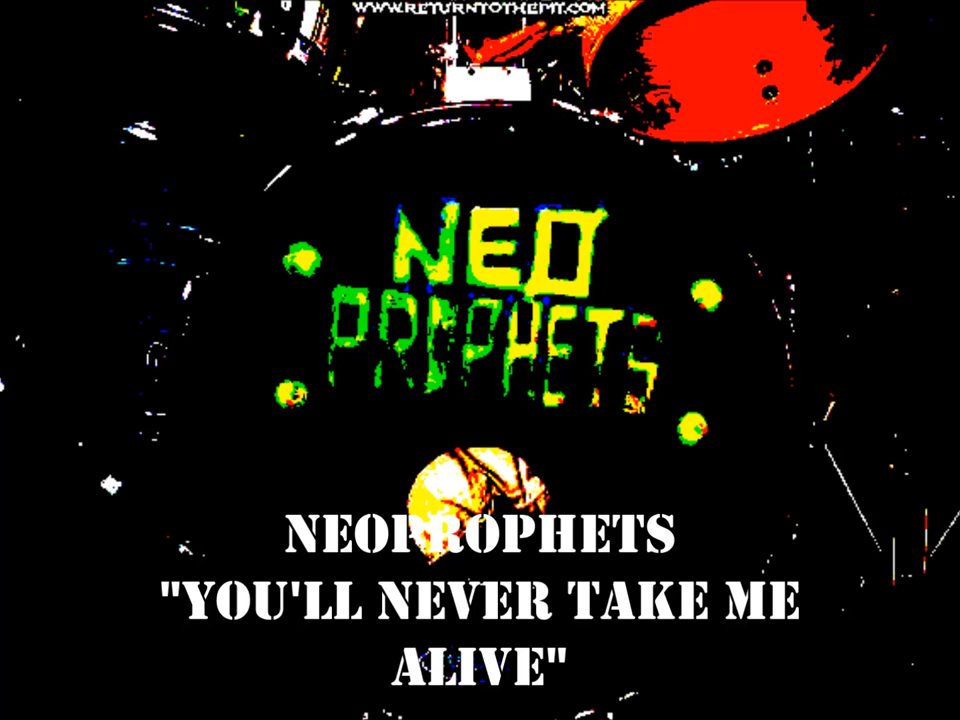 WWW.RETURNTOTHEPIT.COM
NEO
PROPHETS
NEOPROPHETS
"YOU'LL NEVER TAKE ME
ALIVE"